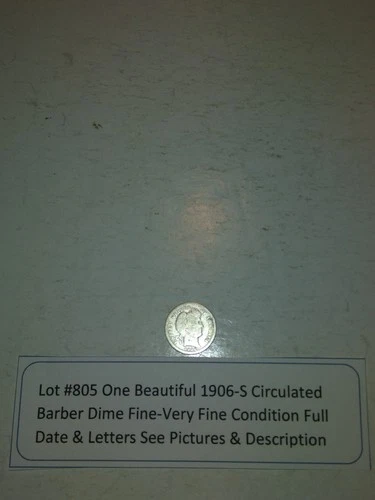 Lot #805 One Beautiful 1906-S Circulated
Barber Dime Fine-Very Fine Condition Full
Date & Letters See Pictures & Description